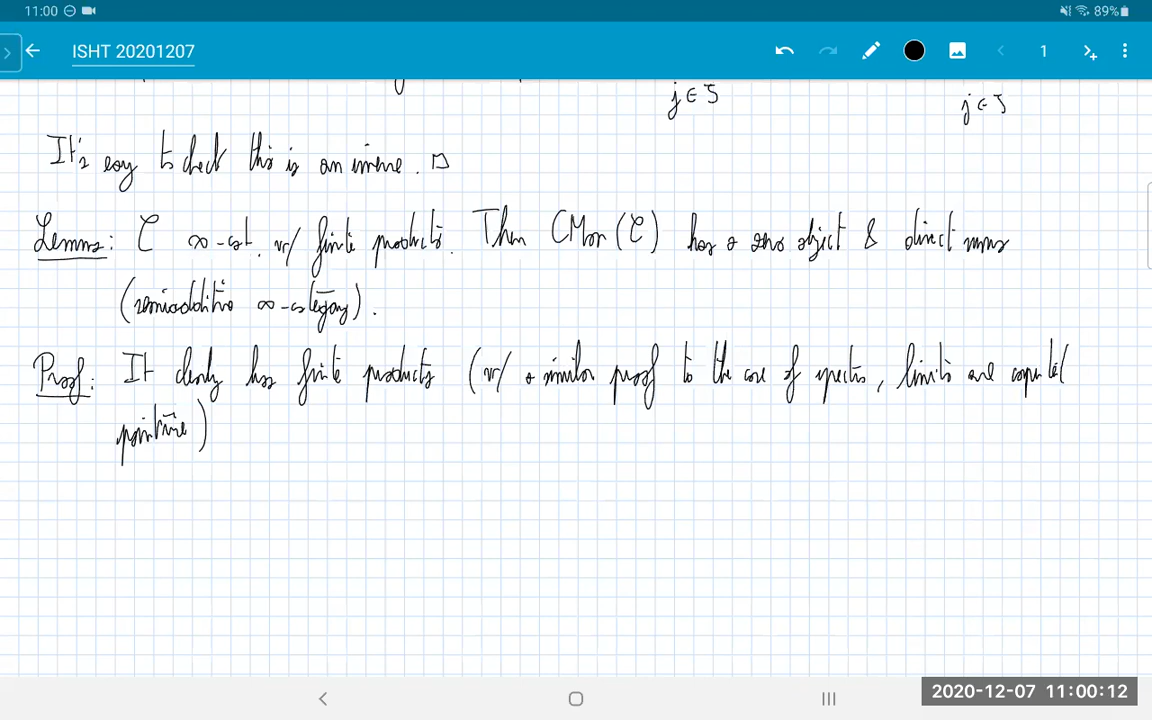 11:00 89%
ISHT 20201207 1
j ∈ J j ∈ J
It's easy to check this is an inverse. □
Lemma: C ∞-cat. w/ finite products. Then CMon(C) has a zero object & direct sums
(semiadditive ∞-category).
Proof: It clearly has finite products (w/ a similar proof to the case of spectra, limits are computed
pointwise)
2020-12-07 11:00:12